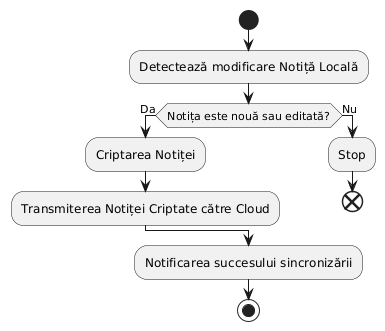 Detectează modificare Notiță Locală
Da
Notița este nouă sau editată?
Nu
Criptarea Notiței
Stop
Transmiterea Notiței Criptate către Cloud
Notificarea succesului sincronizării